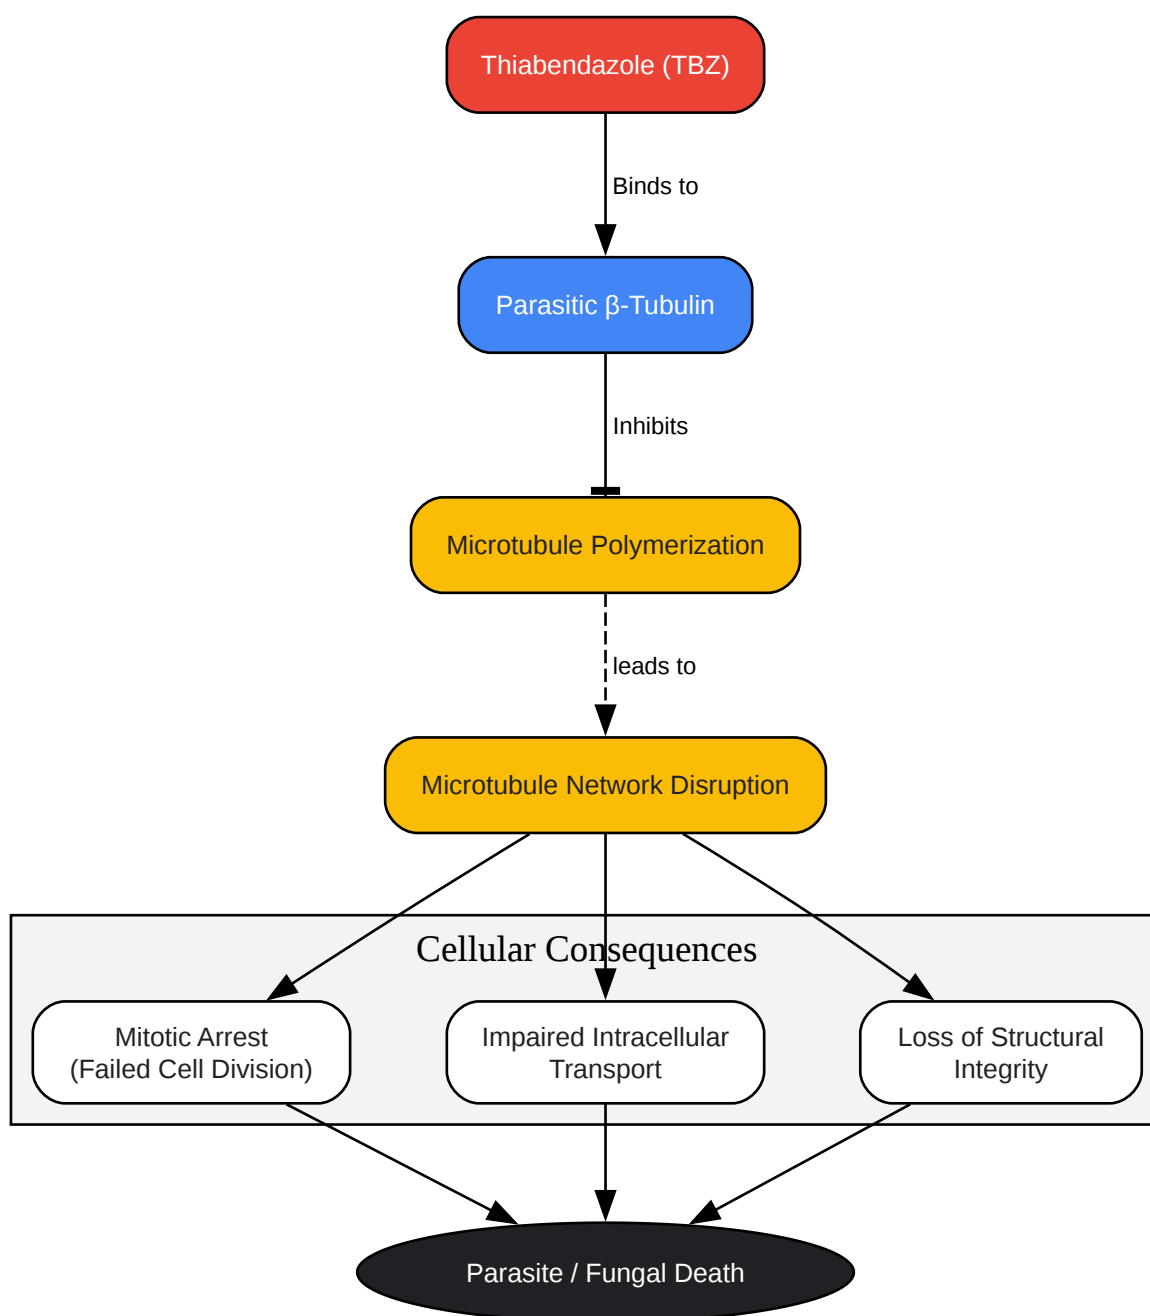 Thiabendazole (TBZ)
Binds to
Parasitic β-Tubulin
Inhibits
Microtubule Polymerization
leads to
Microtubule Network Disruption
Cellular Consequences
Mitotic Arrest
(Failed Cell Division)
Impaired Intracellular
Transport
Loss of Structural
Integrity
Parasite / Fungal Death